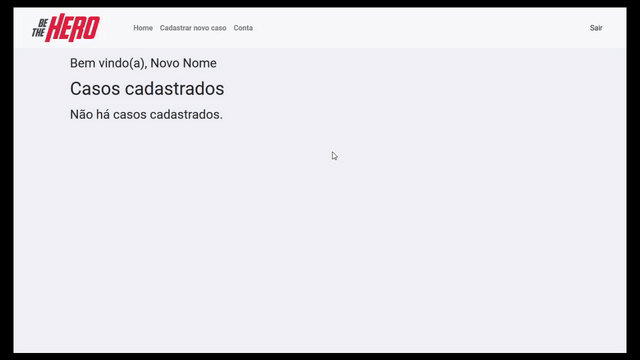 BE THE HERO
Home Cadastrar novo caso Conta Sair
Bem vindo(a), Novo Nome
Casos cadastrados
Não há casos cadastrados.